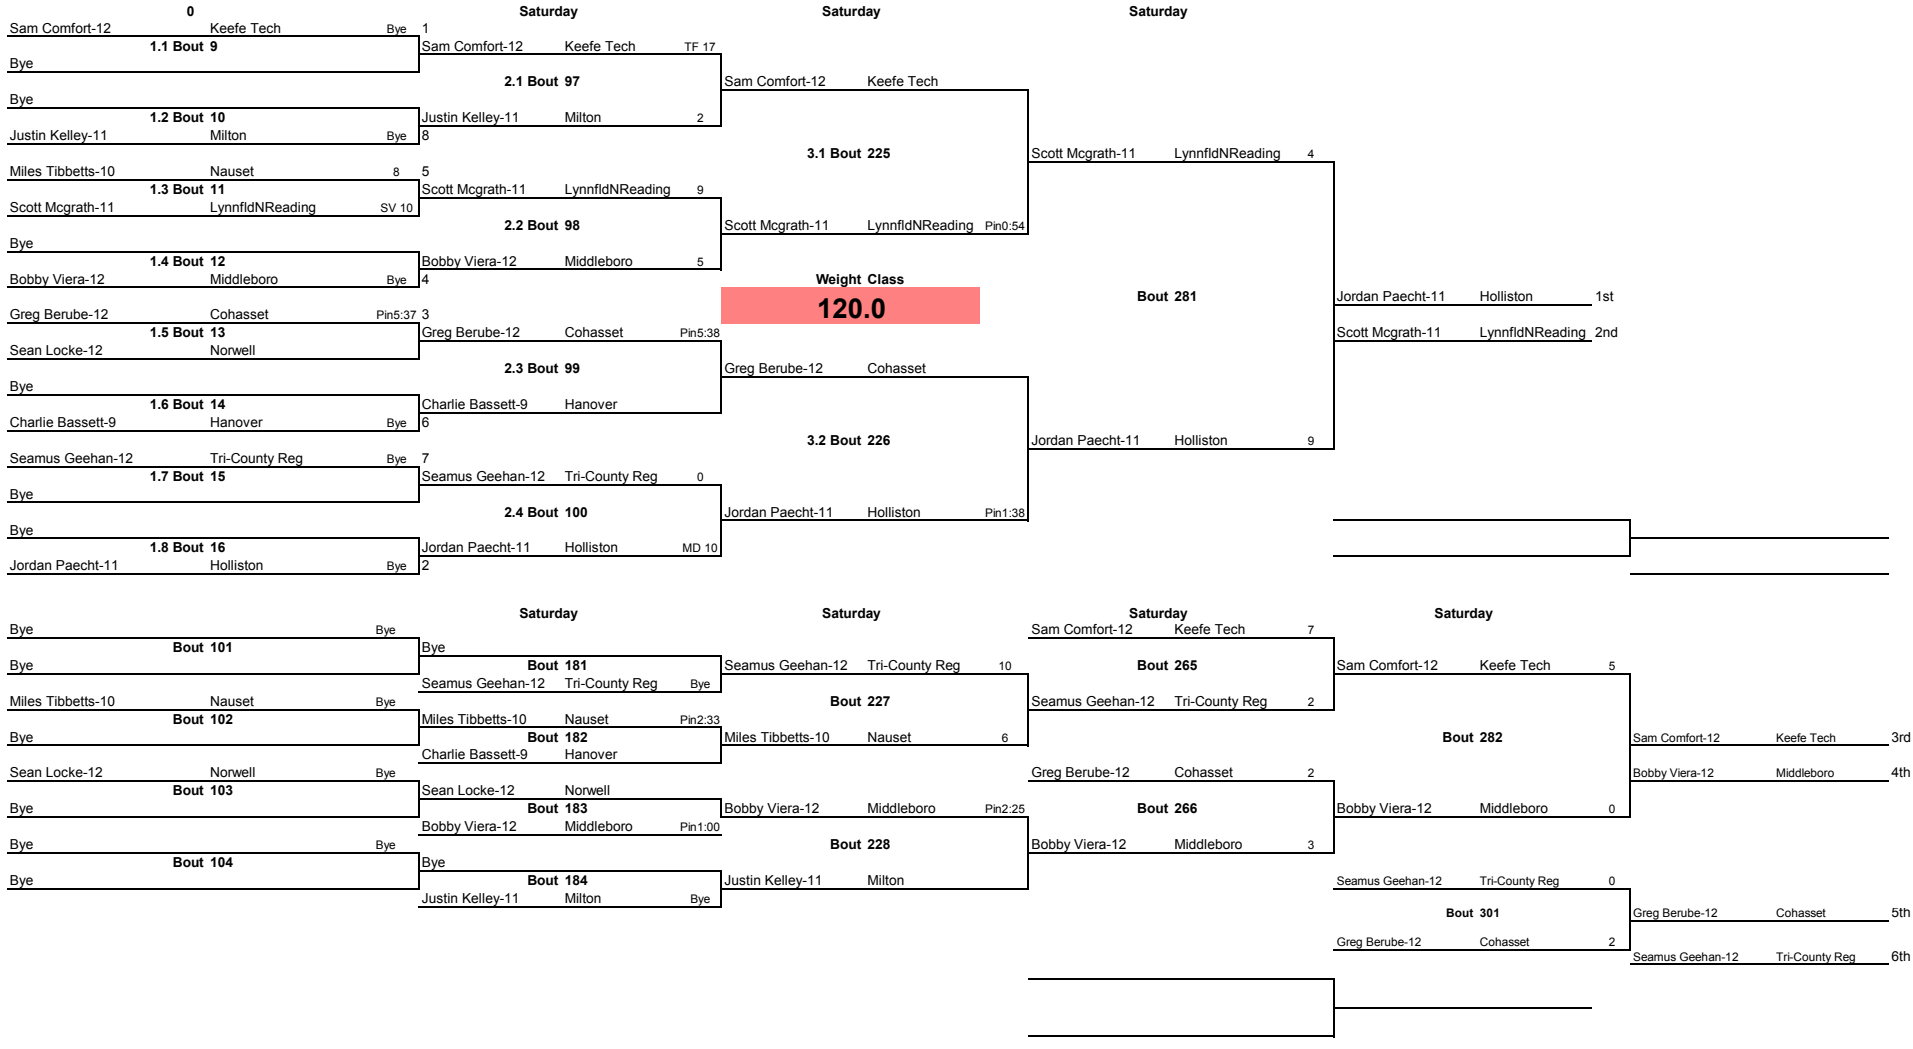 0 Saturday Saturday Saturday
Sam Comfort-12 Keefe Tech Bye 1
1.1 Bout 9 Sam Comfort-12 Keefe Tech TF 17
Bye
2.1 Bout 97 Sam Comfort-12 Keefe Tech
Bye
1.2 Bout 10 Justin Kelley-11 Milton 2
Justin Kelley-11 Milton Bye 8
3.1 Bout 225 Scott Mcgrath-11 LynnfldNReading 4
Miles Tibbetts-10 Nauset 8 5
1.3 Bout 11 Scott Mcgrath-11 LynnfldNReading 9
Scott Mcgrath-11 LynnfldNReading SV 10
2.2 Bout 98 Scott Mcgrath-11 LynnfldNReading Pin0:54
Bye
1.4 Bout 12 Bobby Viera-12 Middleboro 5
Bobby Viera-12 Middleboro Bye 4 Weight Class
Bout 281 Jordan Paecht-11 Holliston 1st
Greg Berube-12 Cohasset Pin5:37 3 120.0
1.5 Bout 13 Greg Berube-12 Cohasset Pin5:38 Scott Mcgrath-11 LynnfldNReading 2nd
Sean Locke-12 Norwell
2.3 Bout 99 Greg Berube-12 Cohasset
Bye
1.6 Bout 14 Charlie Bassett-9 Hanover
Charlie Bassett-9 Hanover Bye 6
3.2 Bout 226 Jordan Paecht-11 Holliston 9
Seamus Geehan-12 Tri-County Reg Bye 7
1.7 Bout 15 Seamus Geehan-12 Tri-County Reg 0
Bye
2.4 Bout 100 Jordan Paecht-11 Holliston Pin1:38
Bye
1.8 Bout 16 Jordan Paecht-11 Holliston MD 10
Jordan Paecht-11 Holliston Bye 2
Saturday Saturday Saturday Saturday
Bye Bye Sam Comfort-12 Keefe Tech 7
Bout 101 Bye
Bye Bout 181 Seamus Geehan-12 Tri-County Reg 10 Bout 265 Sam Comfort-12 Keefe Tech 5
Seamus Geehan-12 Tri-County Reg Bye
Miles Tibbetts-10 Nauset Bye Bout 227 Seamus Geehan-12 Tri-County Reg 2
Bout 102 Miles Tibbetts-10 Nauset Pin2:33
Bye Bout 182 Miles Tibbetts-10 Nauset 6 Bout 282 Sam Comfort-12 Keefe Tech 3rd
Charlie Bassett-9 Hanover
Sean Locke-12 Norwell Bye Greg Berube-12 Cohasset 2 Bobby Viera-12 Middleboro 4th
Bout 103 Sean Locke-12 Norwell
Bye Bout 183 Bobby Viera-12 Middleboro Pin2:25 Bout 266 Bobby Viera-12 Middleboro 0
Bobby Viera-12 Middleboro Pin1:00
Bye Bye Bout 228 Bobby Viera-12 Middleboro 3
Bout 104 Bye
Bye Bout 184 Justin Kelley-11 Milton Seamus Geehan-12 Tri-County Reg 0
Justin Kelley-11 Milton Bye
Bout 301 Greg Berube-12 Cohasset 5th
Greg Berube-12 Cohasset 2
Seamus Geehan-12 Tri-County Reg 6th